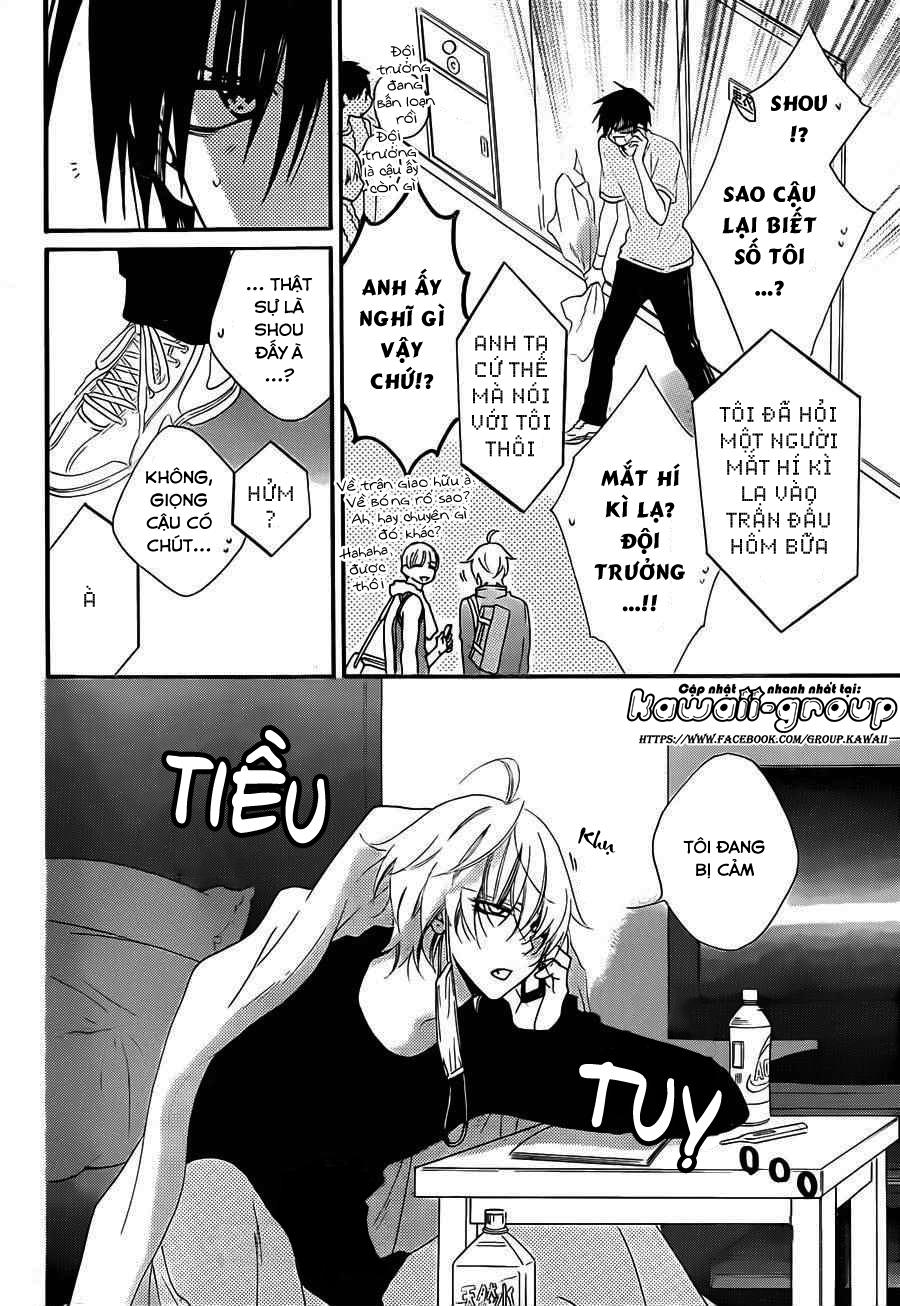 SHOU
!?
SAO CẬU
LẠI BIẾT
SỐ TÔI
...?
Đội
trưởng
đang
Bấn loạn
rồi
Đội
trưởng
là cậu ấy
còn gì
TÔI ĐÃ HỎI
MỘT NGƯỜI
MẮT HÍ KÌ
LẠ VÀO
TRẬN ĐẤU
HÔM BỮA
MẮT HÍ
KÌ LẠ?
ĐỘI
TRƯỞNG
...!!
ANH TA
CỨ THẾ
MÀ NÓI
VỚI TÔI
THÔI
ANH ẤY
NGHĨ GÌ
VẬY
CHỨ!?
Về trận giao hữu à
Về Bóng rổ sao?
Ah, hay chuyện gì
đó khác?
Hahaha
được
thôi
... THẬT
SỰ LÀ
SHOU
ĐẤY À
...?
HỬM
?
KHÔNG,
GIỌNG
CẬU CÓ
CHÚT...
À
Cập nhật nhanh nhất tại:
Kawaii-group
HTTPS://WWW.FACEBOOK.COM/GROUP.KAWAII
TÔI ĐANG
BỊ CẢM
Khụ
TIỀU
TỤY
天然水